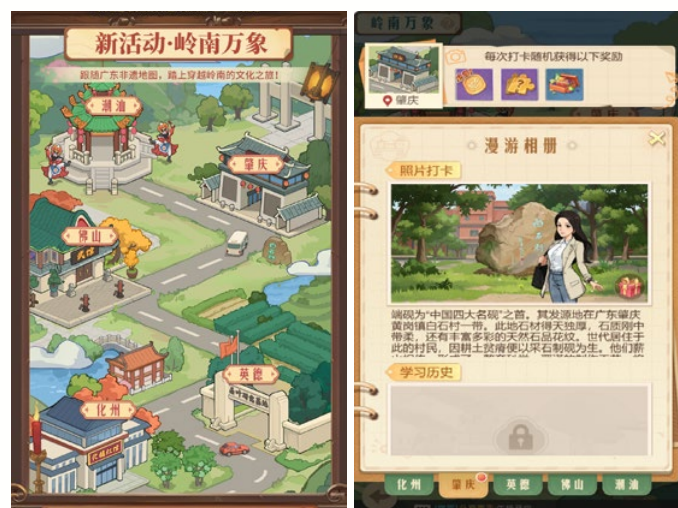 新活动·岭南万象
跟随广东非遗地图，踏上穿越岭南的文化之旅！
潮汕
肇庆
佛山
英德
化州
岭南万象
每次打卡随机获得以下奖励
肇庆
漫游相册
照片打卡
端砚为“中国四大名砚”之首。其发源地在广东肇庆
黄岗镇白石村一带。此地石材得天独厚，石质刚中
带柔，还有丰富多彩的天然石品花纹。世代居住于
此的村民，因耕土贫瘠便以采石制砚为生。他们薪
学习历史
化州
肇庆
英德
佛山
潮汕